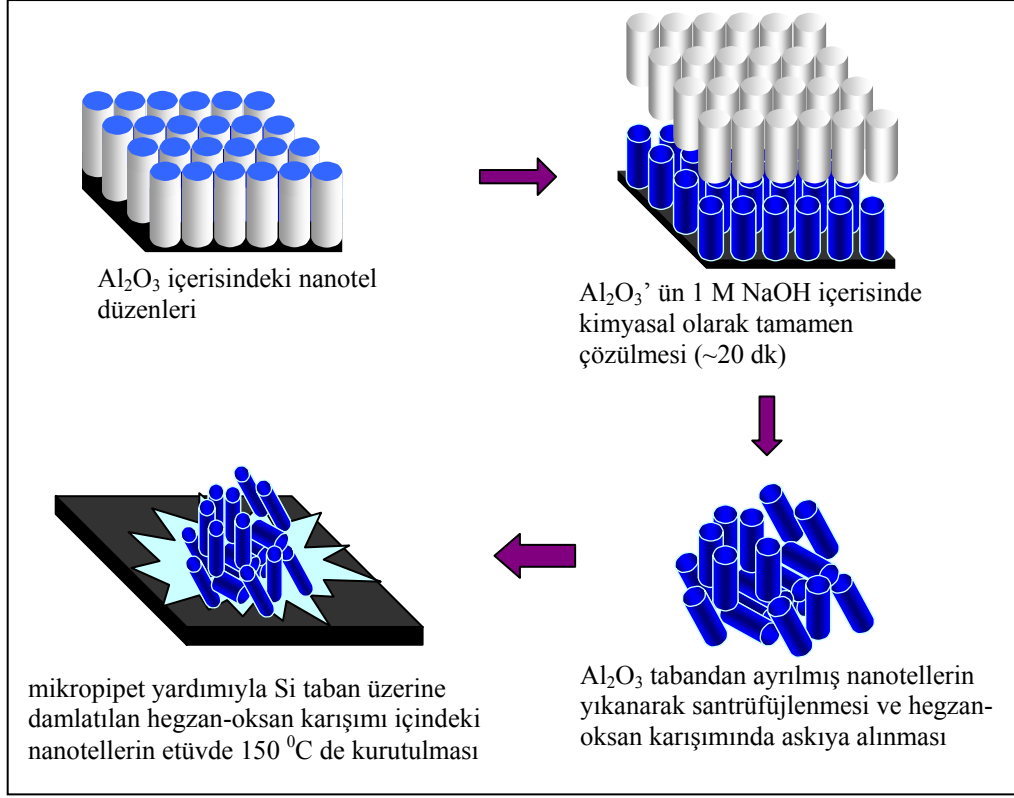 Al₂O₃ içerisindeki nanotel
düzenleri
Al₂O₃’ ün 1 M NaOH içerisinde
kimyasal olarak tamamen
çözülmesi (~20 dk)
Al₂O₃ tabandan ayrılmış nanotellerin
yıkanarak santrüfüjlenmesi ve hegzan-
oksan karışımında askıya alınması
mikropipet yardımıyla Si taban üzerine
damlatılan hegzan-oksan karışımı içindeki
nanotellerin etüvde 150 ⁰C de kurutulması